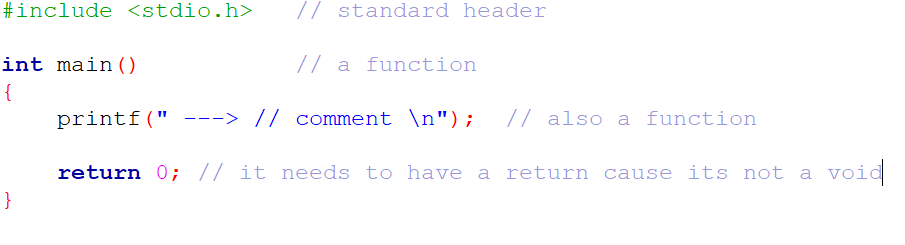 #include <stdio.h>   // standard header
int main()            // a function
{
    printf(" ---> // comment \n");  // also a function
    return 0; // it needs to have a return cause its not a void
}